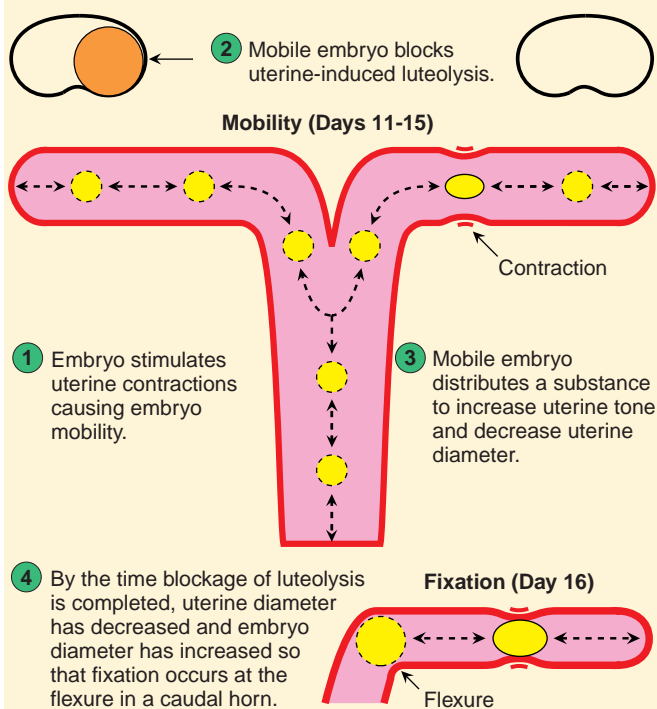 2 Mobile embryo blocks
uterine-induced luteolysis.
Mobility (Days 11-15)
Contraction
1 Embryo stimulates
uterine contractions
causing embryo
mobility.
3 Mobile embryo
distributes a substance
to increase uterine tone
and decrease uterine
diameter.
4 By the time blockage of luteolysis
is completed, uterine diameter
has decreased and embryo
diameter has increased so
that fixation occurs at the
flexure in a caudal horn.
Fixation (Day 16)
Flexure